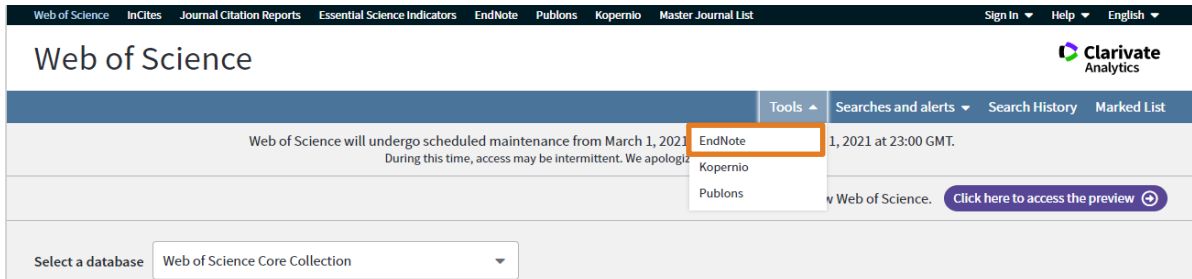 Web of Science InCites Journal Citation Reports Essential Science Indicators EndNote Publons Kopernio Master Journal List Sign In Help English
Web of Science
Clarivate
Analytics
Tools Searches and alerts Search History Marked List
Web of Science will undergo scheduled maintenance from March 1, 2021 1, 2021 at 23:00 GMT.
EndNote
During this time, access may be intermittent. We
Kopernio
Publons
Web of Science. Click here to access the preview
Select a database Web of Science Core Collection